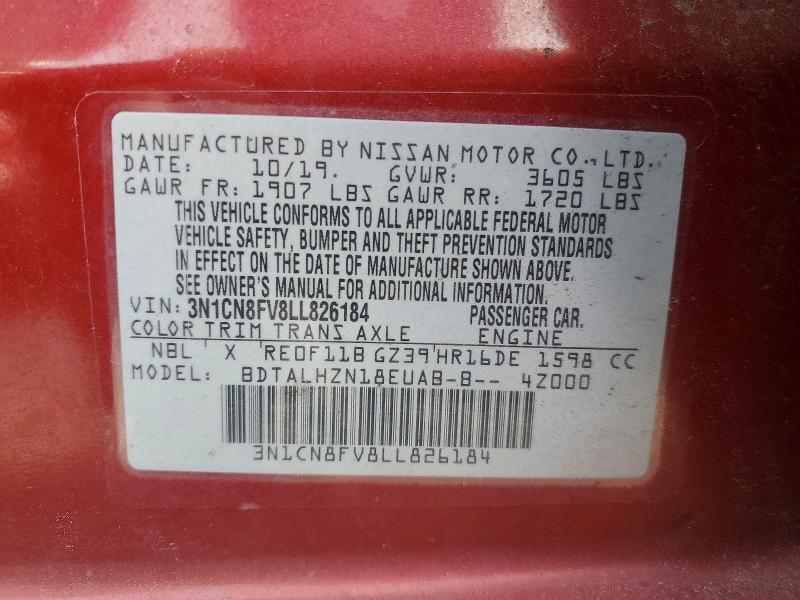 MANUFACTURED BY NISSAN MOTOR CO., LTD.
DATE: 10/19. GVWR: 3605 LBS
GAWR FR: 1907 LBS GAWR RR: 1720 LBS
THIS VEHICLE CONFORMS TO ALL APPLICABLE FEDERAL MOTOR
VEHICLE SAFETY, BUMPER AND THEFT PREVENTION STANDARDS
IN EFFECT ON THE DATE OF MANUFACTURE SHOWN ABOVE.
SEE OWNER'S MANUAL FOR ADDITIONAL INFORMATION.
VIN: 3N1CN8FV8LL826184 PASSENGER CAR.
COLOR TRIM TRANS AXLE ENGINE
NBL X RE0F11B GZ39 HR16DE 1598 CC
MODEL: BDTALHZN18EUAB-B-- 4Z000
3N1CN8FV8LL826184